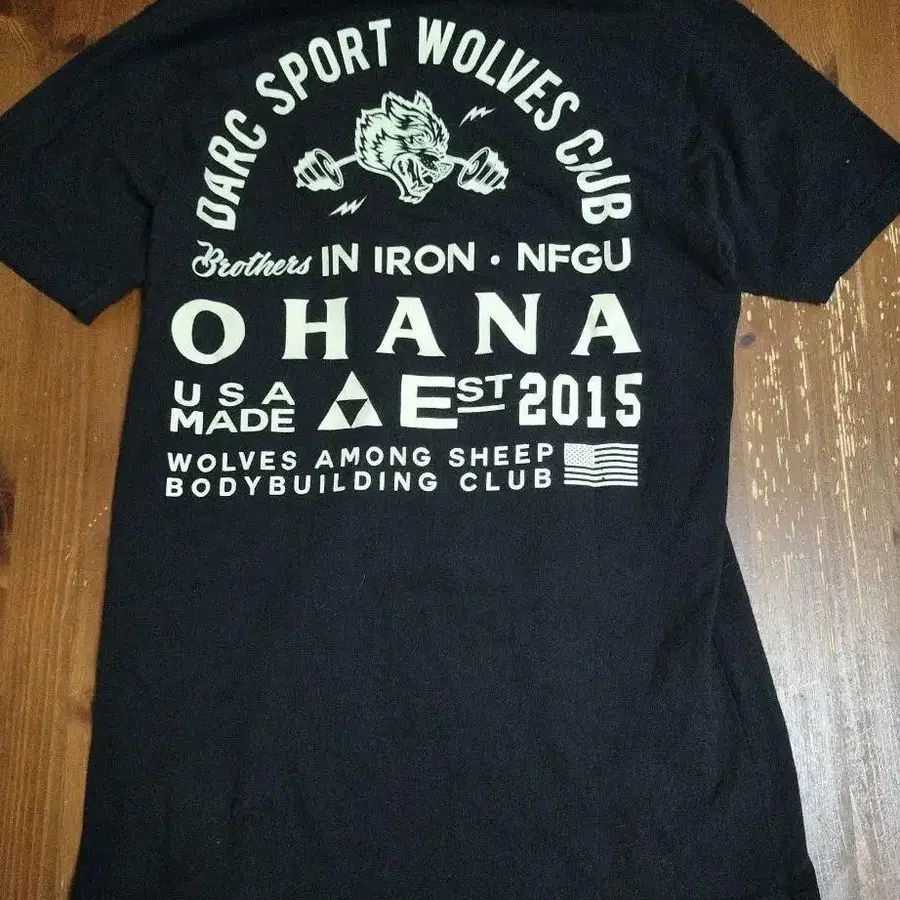 DARC SPORT WOLVES CLUB
Brothers IN IRON • NFGU
OHANA
USA
MADE
EST 2015
WOLVES AMONG SHEEP
BODYBUILDING CLUB